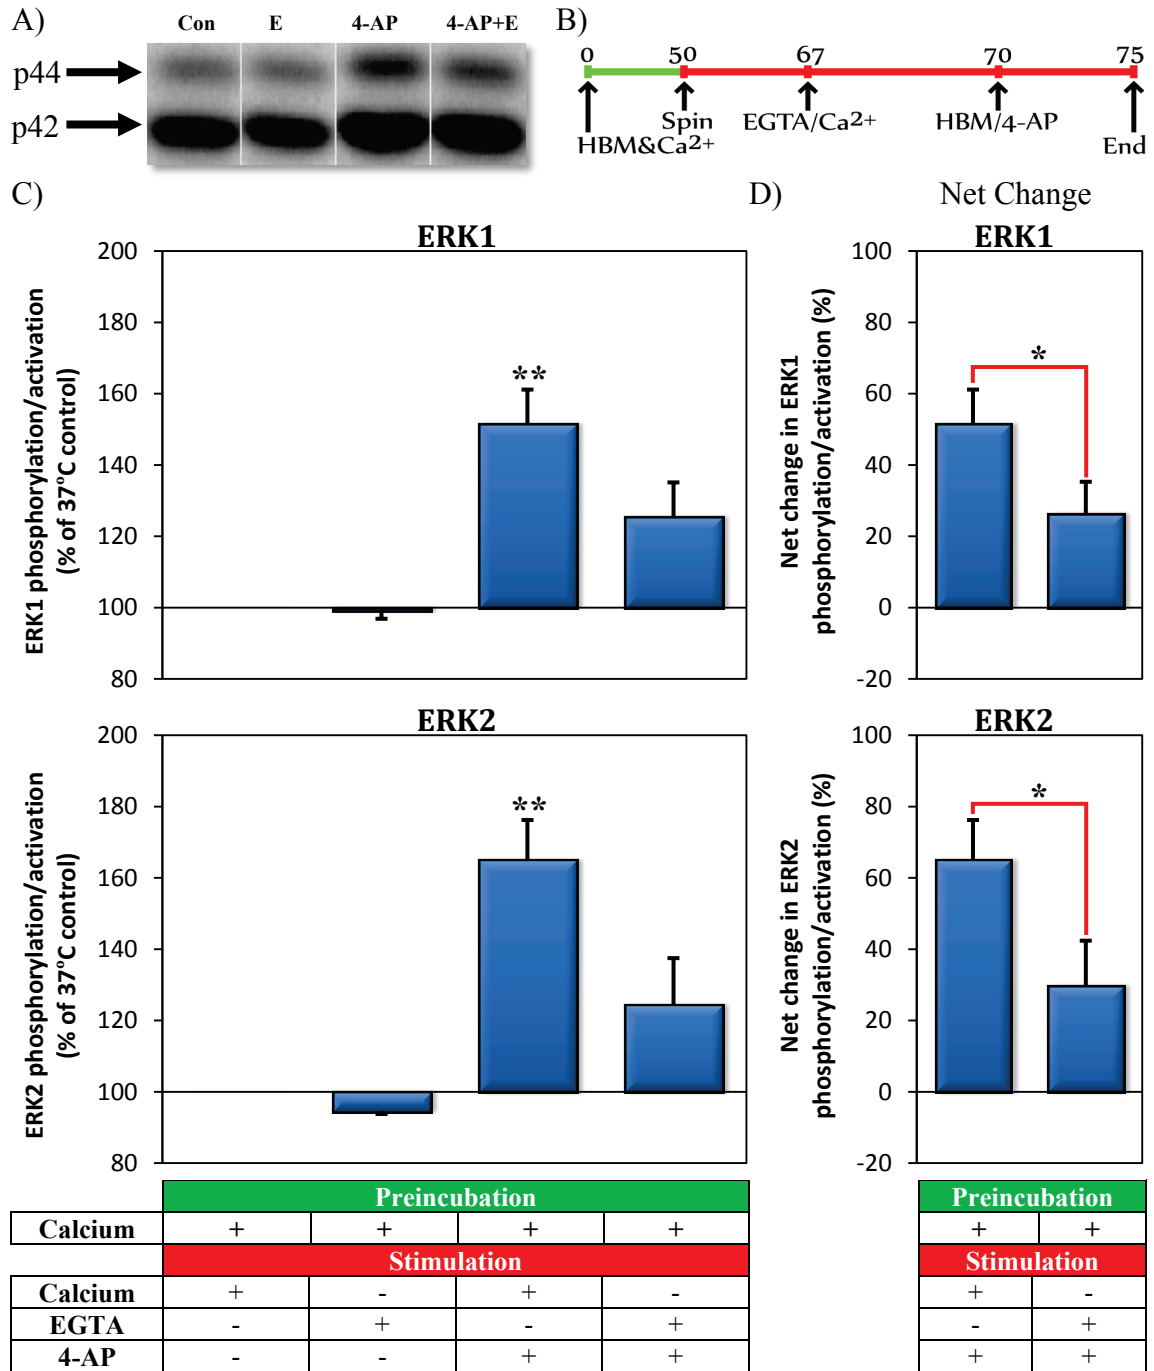 A)
Con E 4-AP 4-AP+E
p44
p42
B)
0 50 67 70 75
Spin EGTA/Ca2+ HBM/4-AP
HBM&Ca2+ End
C)
ERK1
ERK1 phosphorylation/activation
(% of 37°C control)
200
180
160
140
120
100
80
**
D) Net Change
ERK1
Net change in ERK1
phosphorylation/activation (%)
100
80
60
40
20
0
-20
*
ERK2
ERK2 phosphorylation/activation
(% of 37°C control)
200
180
160
140
120
100
80
**
ERK2
Net change in ERK2
phosphorylation/activation (%)
100
80
60
40
20
0
-20
*
Preincubation
Calcium + + + +
Stimulation
Calcium + - + -
EGTA - + - +
4-AP - - + +
Preincubation
+ +
Stimulation
+ -
- +
+ +